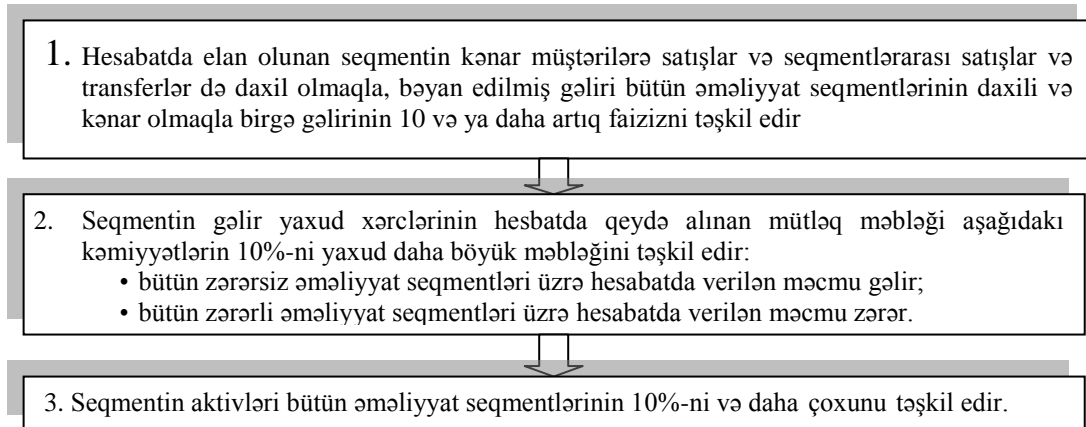 1. Hesabatda elan olunan seqmentin kənar müştərilərə satışlar və seqmentlərarası satışlar və
transferlər də daxil olmaqla, bəyan edilmiş gəliri bütün əməliyyat seqmentlərinin daxili və
kənar olmaqla birgə gəlirinin 10 və ya daha artıq faizizni təşkil edir
2. Seqmentin gəlir yaxud xərclərinin hesbatda qeydə alınan mütləq məbləği aşağıdakı
kəmiyyətlərin 10%-ni yaxud daha böyük məbləğini təşkil edir:
• bütün zərərsiz əməliyyat seqmentləri üzrə hesabatda verilən məcmu gəlir;
• bütün zərərli əməliyyat seqmentləri üzrə hesabatda verilən məcmu zərər.
3. Seqmentin aktivləri bütün əməliyyat seqmentlərinin 10%-ni və daha çoxunu təşkil edir.